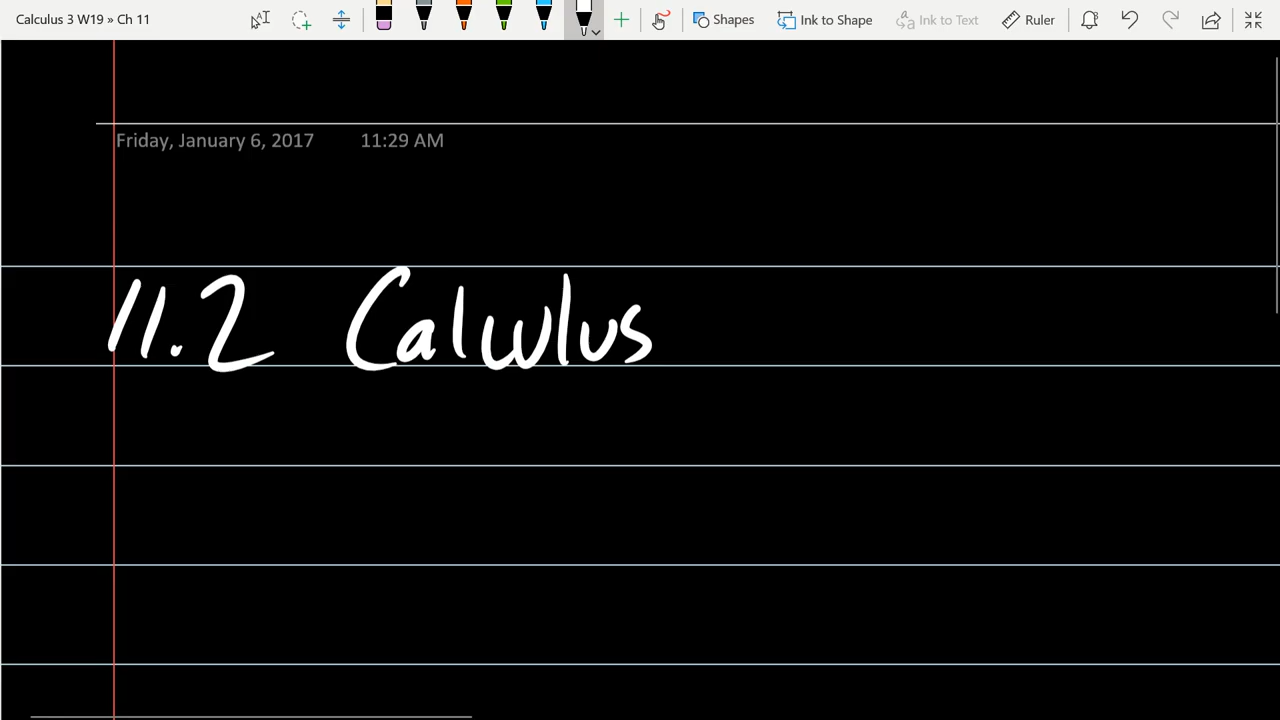 Calculus 3 W19 » Ch 11
Shapes
Ink to Shape
Ink to Text
Ruler
Friday, January 6, 2017 11:29 AM
11.2 Calculus